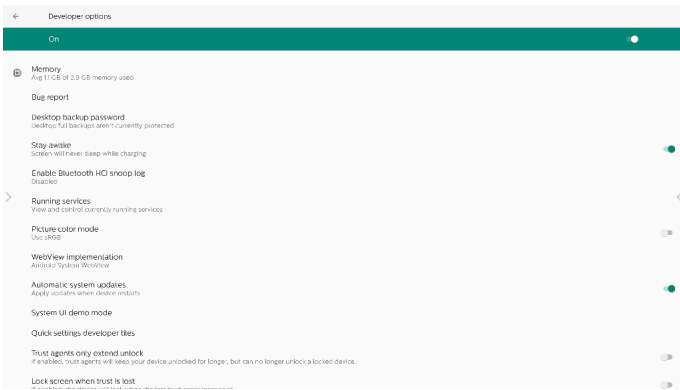 Developer options
On
Memory
Avg 1.1 GB of 2.9 GB memory used
Bug report
Desktop backup password
Desktop full backups aren't currently protected
Stay awake
Screen will never sleep while charging
Enable Bluetooth HCI snoop log
Disabled
Running services
View and control currently running services
Picture color mode
Use sRGB
WebView implementation
Android System WebView
Automatic system updates
Apply updates when device restarts
System UI demo mode
Quick settings developer tiles
Trust agents only extend unlock
If enabled, trust agents will keep your device unlocked for longer, but can no longer unlock a locked device.
Lock screen when trust is lost